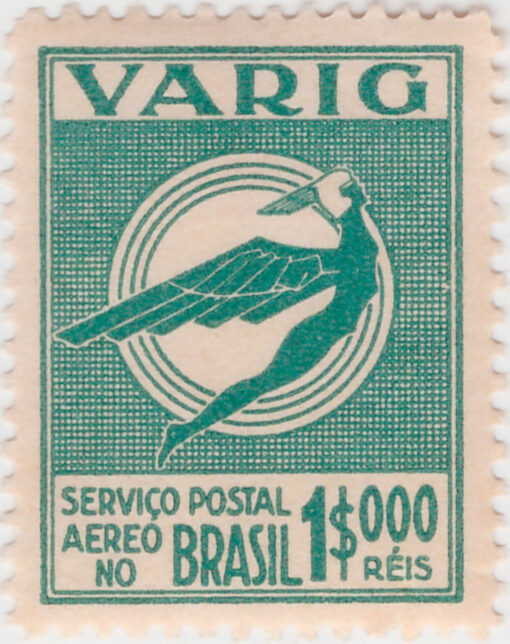 VARIG
SERVIÇO POSTAL
AEREO
NO BRASIL 1$000
RÉIS